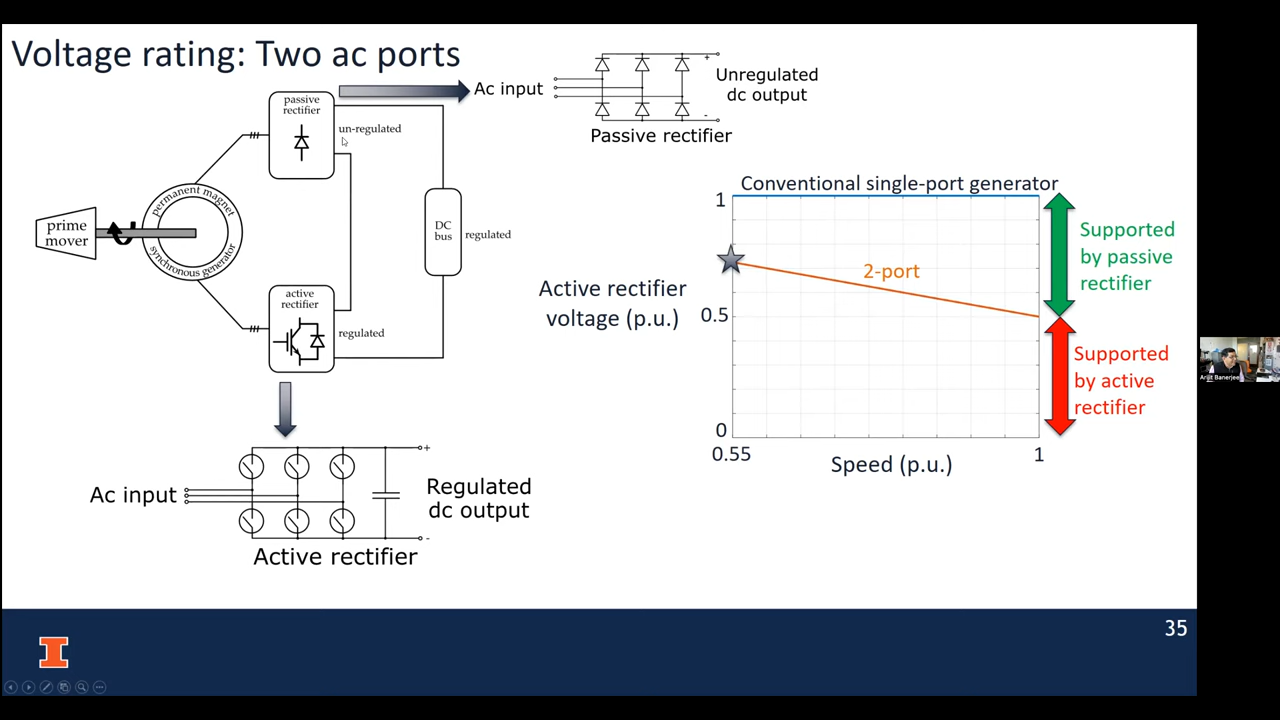 Voltage rating: Two ac ports
passive
rectifier
un-regulated
Ac input
Unregulated
dc output
+
-
Passive rectifier
permanent magnet
synchronous generator
prime
mover
DC
bus
regulated
active
rectifier
regulated
Ac input
+
-
Regulated
dc output
Active rectifier
Conventional single-port generator
1
0.5
0
Active rectifier
voltage (p.u.)
2-port
0.55
1
Speed (p.u.)
Supported
by passive
rectifier
Supported
by active
rectifier
Arijit Banerjee
35
I